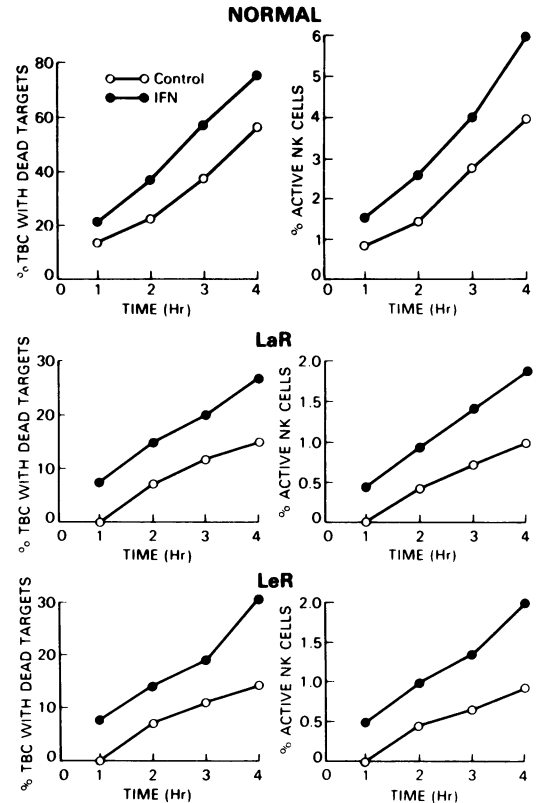 NORMAL
% TBC WITH DEAD TARGETS
80
60
40
20
0
Control
IFN
0 1 2 3 4
TIME (Hr)
% ACTIVE NK CELLS
6
5
4
3
2
1
0
0 1 2 3 4
TIME (Hr)
LaR
% TBC WITH DEAD TARGETS
30
20
10
0
0 1 2 3 4
TIME (Hr)
% ACTIVE NK CELLS
2.0
1.5
1.0
0.5
0
0 1 2 3 4
TIME (Hr)
LeR
% TBC WITH DEAD TARGETS
30
20
10
0
0 1 2 3 4
TIME (Hr)
% ACTIVE NK CELLS
2.0
1.5
1.0
0.5
0
0 1 2 3 4
TIME (Hr)